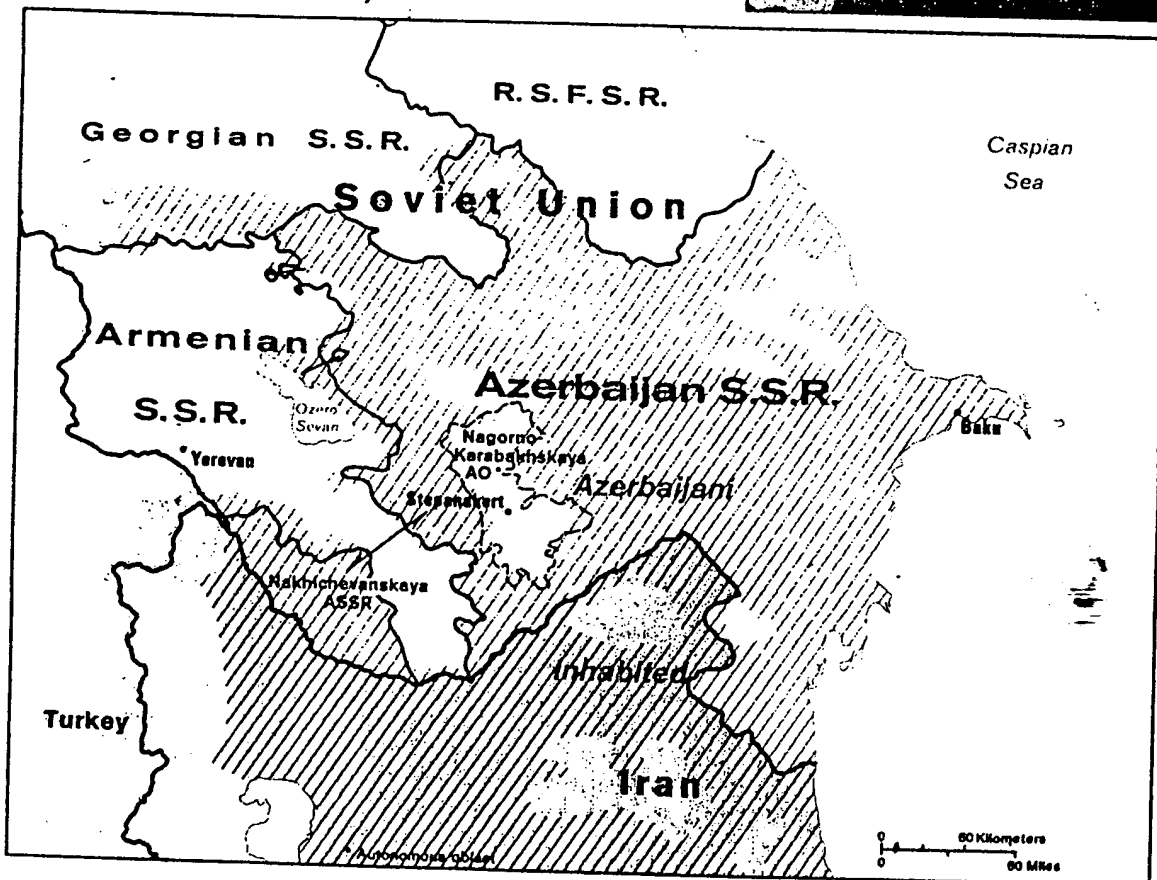 R.S.F.S.R.
Georgian S.S.R.
Caspian
Sea
Soviet Union
Armenian
S.S.R.
Azerbaijan S.S.R.
Ozero
Sevan
Baku
Nagorno-
Karabakhskaya
AO*
Yerevan
Stepanakert
Azerbaijani
Nakhichevanskaya
ASSR
Inhabited
Turkey
Iran
0 60 Kilometers
0 60 Miles
* Autonomous oblast